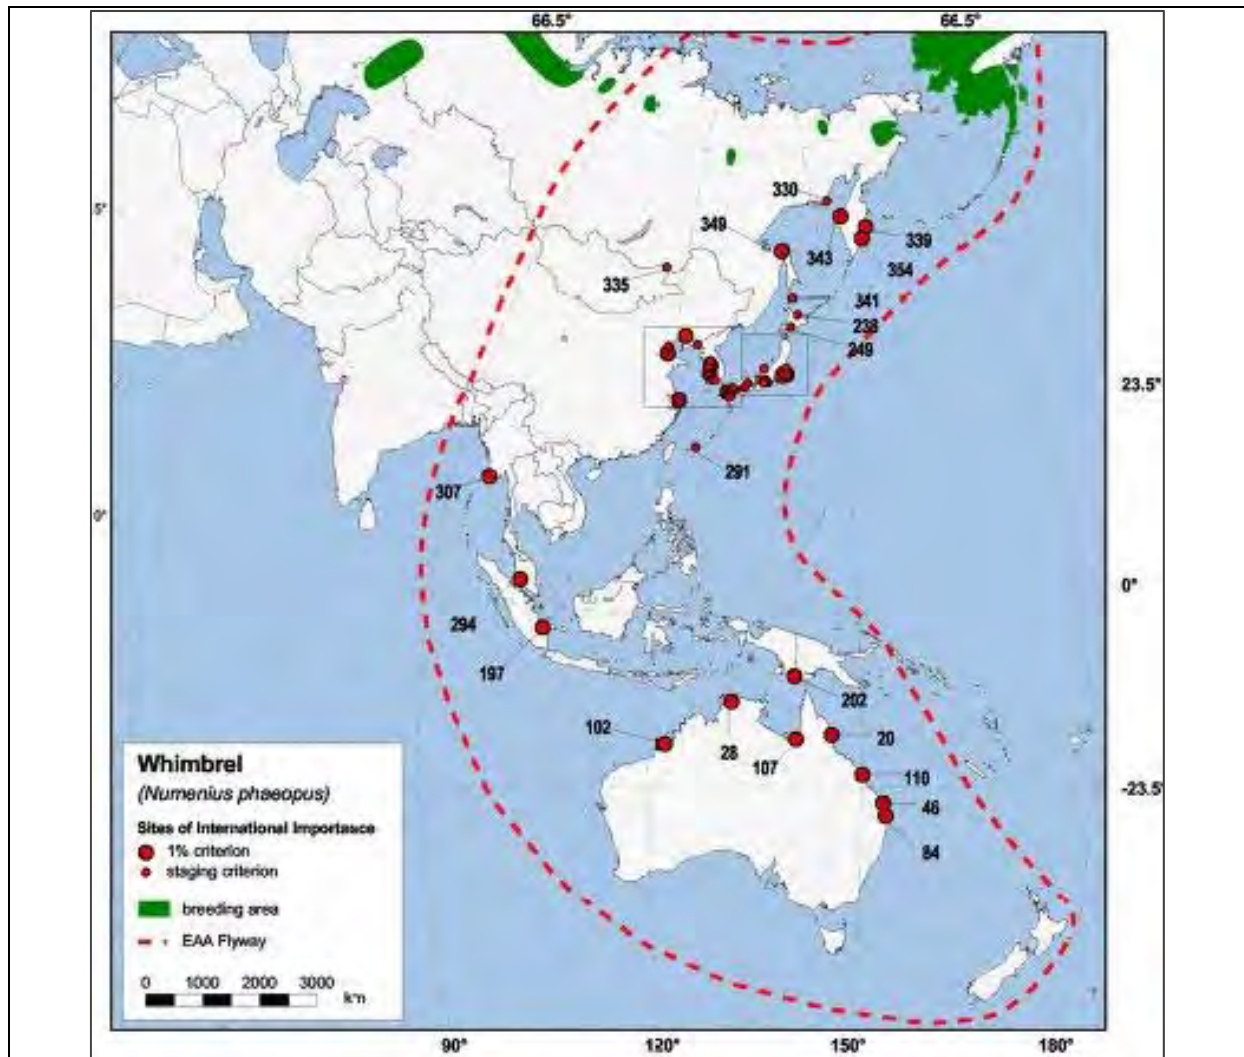 66.5° 66.5°
330
5°
349
339
343
354
335
341
238
249
23.5°
291
307
0°
0°
294
197
202
102
28
20
107
110
-23.5°
46
84
Whimbrel
(Numenius phaeopus)
Sites of International Importance
1% criterion
staging criterion
breeding area
EAA Flyway
0 1000 2000 3000
km
90° 120° 150° 180°